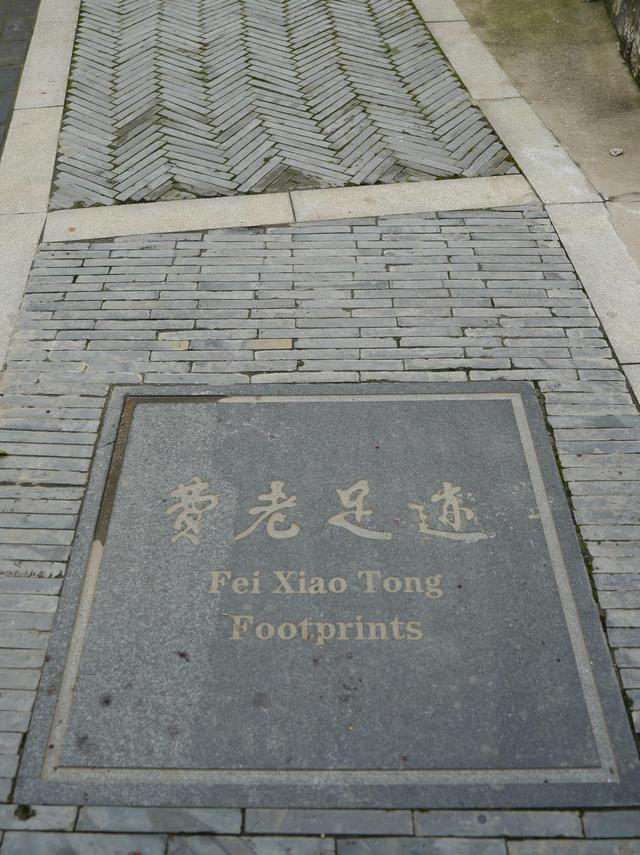 费老足迹
Fei Xiao Tong
Footprints